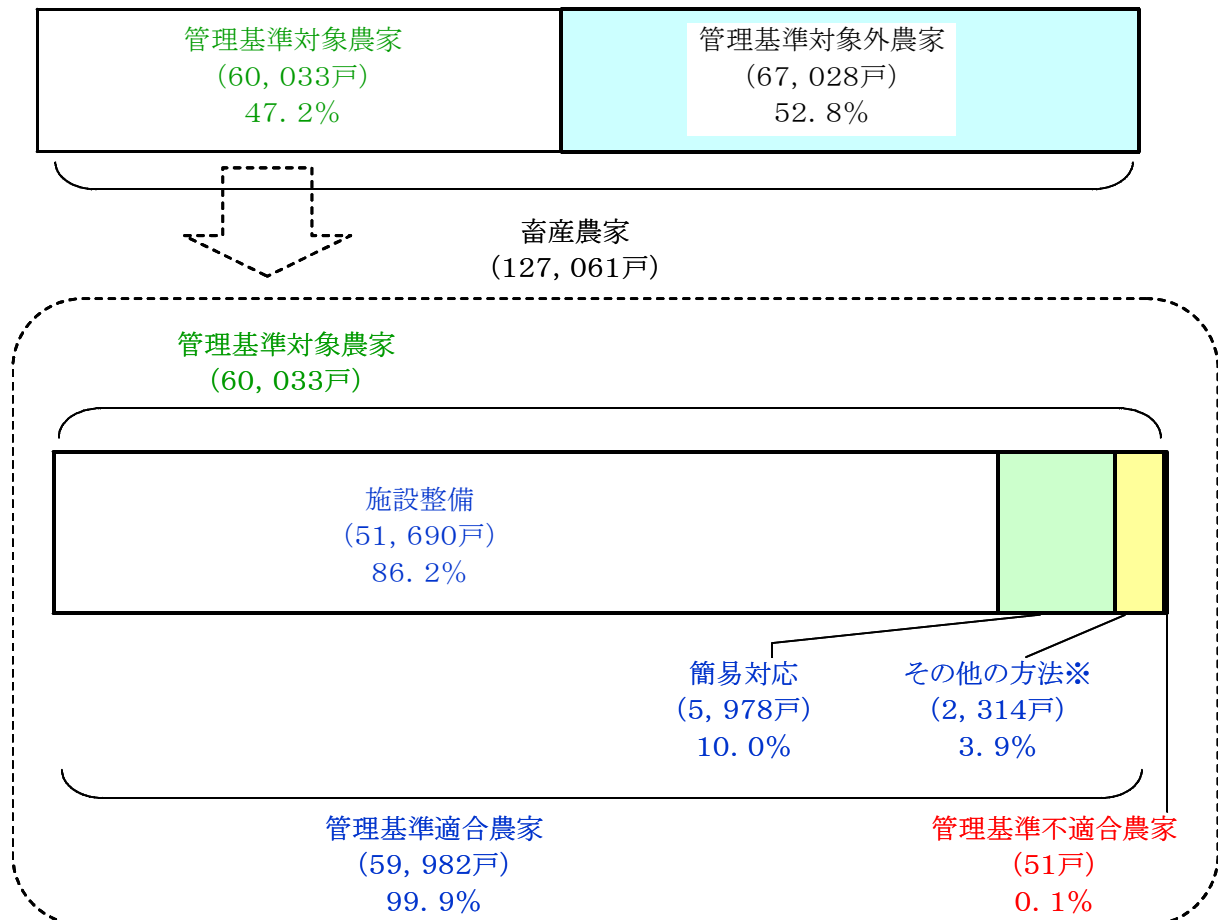 管理基準対象農家
(60, 033戸)
47. 2%
管理基準対象外農家
(67, 028戸)
52. 8%
畜産農家
(127, 061戸)
管理基準対象農家
(60, 033戸)
施設整備
(51, 690戸)
86. 2%
簡易対応
(5, 978戸)
10. 0%
その他の方法※
(2, 314戸)
3. 9%
管理基準適合農家
(59, 982戸)
99. 9%
管理基準不適合農家
(51戸)
0. 1%